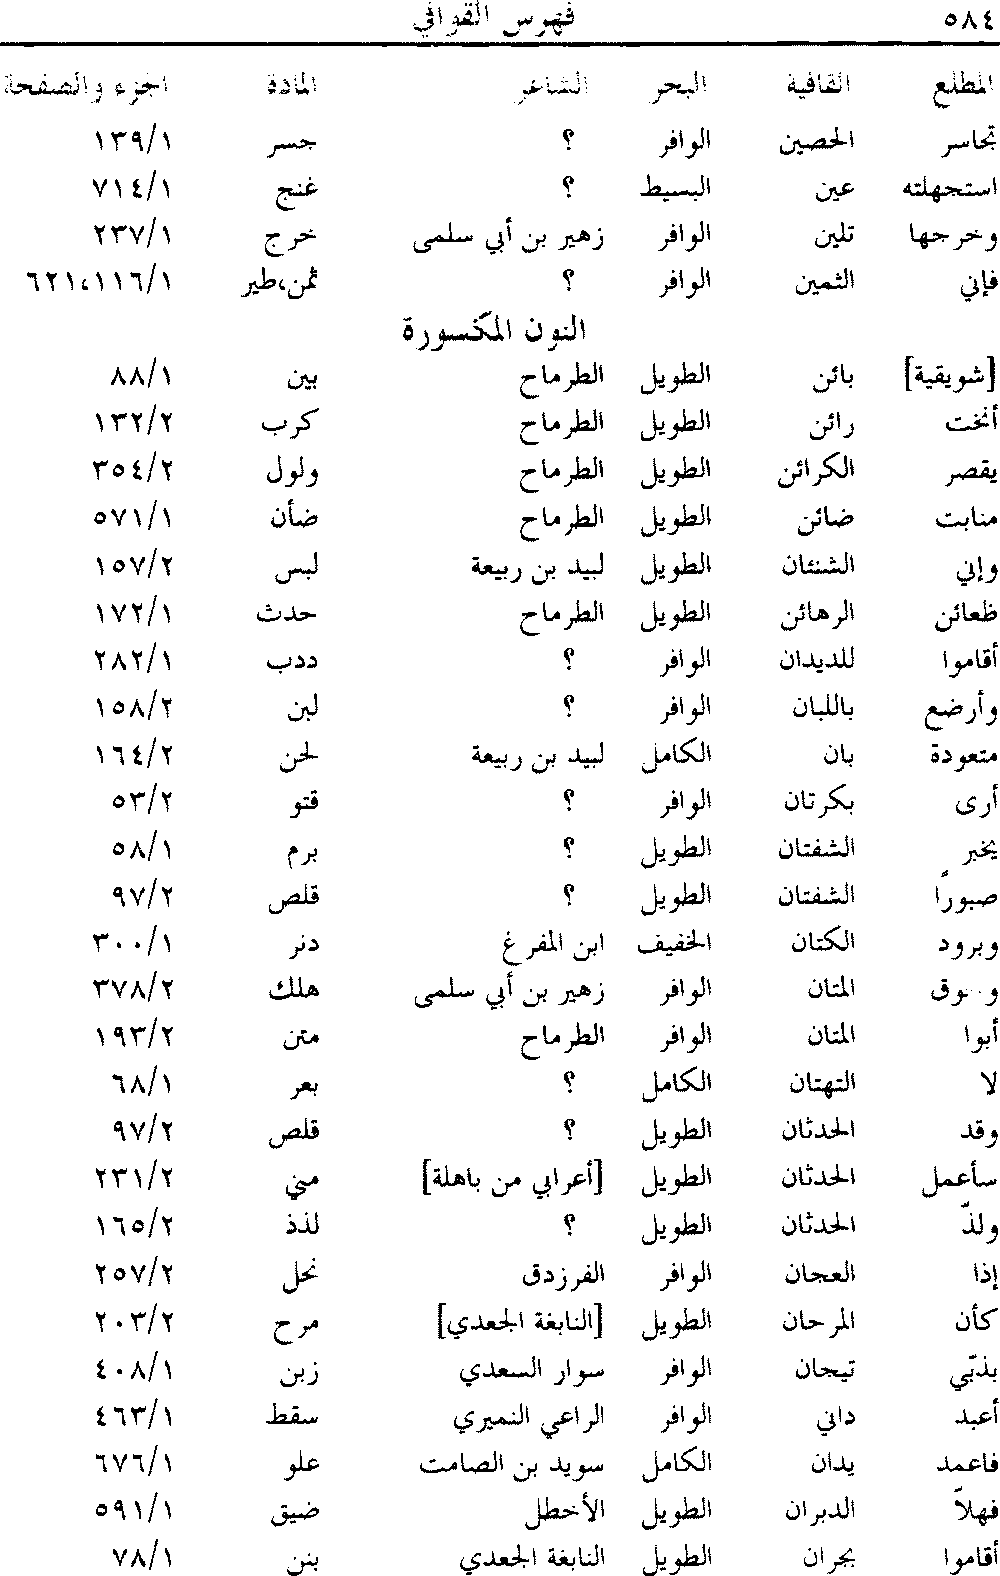 ٥٨٤ فهرس القوافي
المطلع القافية البحر الشاعر المادة الجزء والصفحة
تجاسر الحصين الوافر ؟ جسر ١٣٩/١
استجهلته عين البسيط ؟ غنج ٧١٤/١
وخرجها تلين الوافر زهير بن أبي سلمى خرج ٢٣٧/١
فإني الثمين الوافر ؟ ثمن،طير ٦٢١،١١٦/١
النون المكسورة
[شويقية] بائن الطويل الطرماح بين ٨٨/١
أنخت رائن الطويل الطرماح كرب ١٣٢/٢
يقصر الكرائن الطويل الطرماح ولول ٣٥٤/٢
منابت ضائن الطويل الطرماح ضأن ٥٧١/١
وإني الشنئان الطويل لبيد بن ربيعة لبس ١٥٧/٢
ظعائن الرهائن الطويل الطرماح حدث ١٧٢/١
أقاموا للديدان الوافر ؟ ددب ٢٨٢/١
وأرضع باللبان الوافر ؟ لبن ١٥٨/٢
متعودة بان الكامل لبيد بن ربيعة لحن ١٦٤/٢
أرى بكرتان الوافر ؟ قتو ٥٣/٢
يخبر الشفتان الطويل ؟ برم ٥٨/١
صبورًا الشفتان الطويل ؟ قلص ٩٧/٢
وبرود الكتان الخفيف ابن المفرغ دنر ٣٠٠/١
المتان الوافر زهير بن أبي سلمى هلك ٣٧٨/٢
أبوا المتان الوافر الطرماح متن ١٩٣/٢
لا التهتان الكامل ؟ بعر ٦٨/١
وقد الحدثان الطويل ؟ قلص ٩٧/٢
سأعمل الحدثان الطويل [أعرابي من باهلة] مني ٢٣١/٢
ولذّ الحدثان الطويل ؟ لذذ ١٦٥/٢
إذا العجان الوافر الفرزدق نحل ٢٥٧/٢
كأن المرحان الطويل [النابغة الجعدي] مرح ٢٠٣/٢
بذبّي تيجان الوافر سوار السعدي زبن ٤٠٨/١
أعبد داني الوافر الراعي النميري سقط ٤٦٣/١
فاعمد يدان الكامل سويد بن الصامت علو ٦٧٦/١
فهلاّ الدبران الطويل الأخطل ضيق ٥٩١/١
أقاموا بجران الطويل النابغة الجعدي بنن ٧٨/١